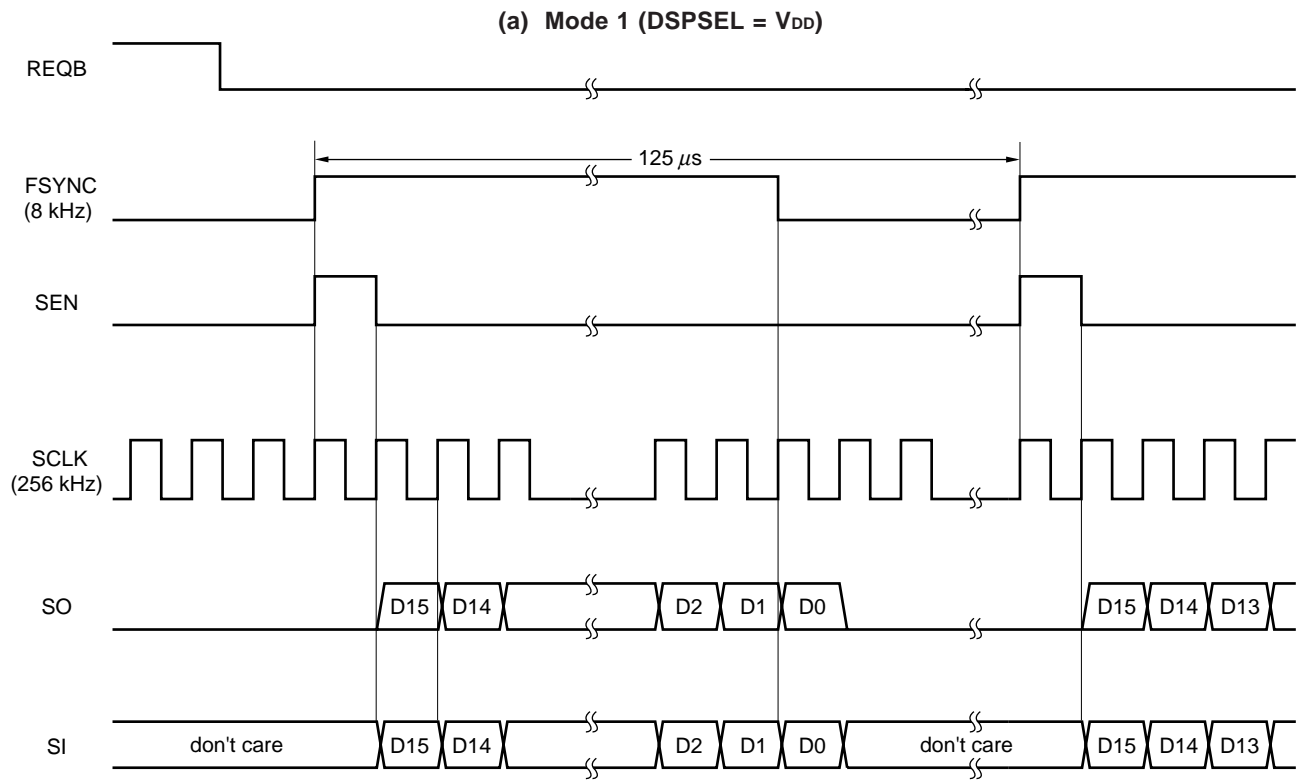 (a) Mode 1 (DSPSEL = VDD)
REQB
125 μs
FSYNC
(8 kHz)
SEN
SCLK
(256 kHz)
SO D15 D14 D2 D1 D0 D15 D14 D13
SI don't care D15 D14 D2 D1 D0 don't care D15 D14 D13